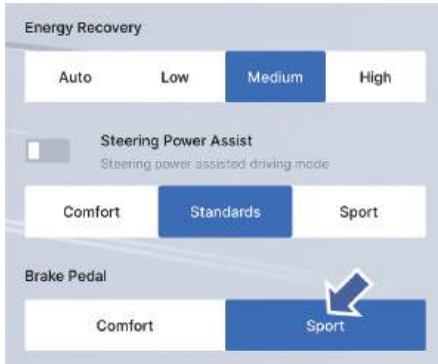 Energy Recovery
Auto Low Medium High
Steering Power Assist
Steering power assisted driving mode
Comfort Standards Sport
Brake Pedal
Comfort Sport